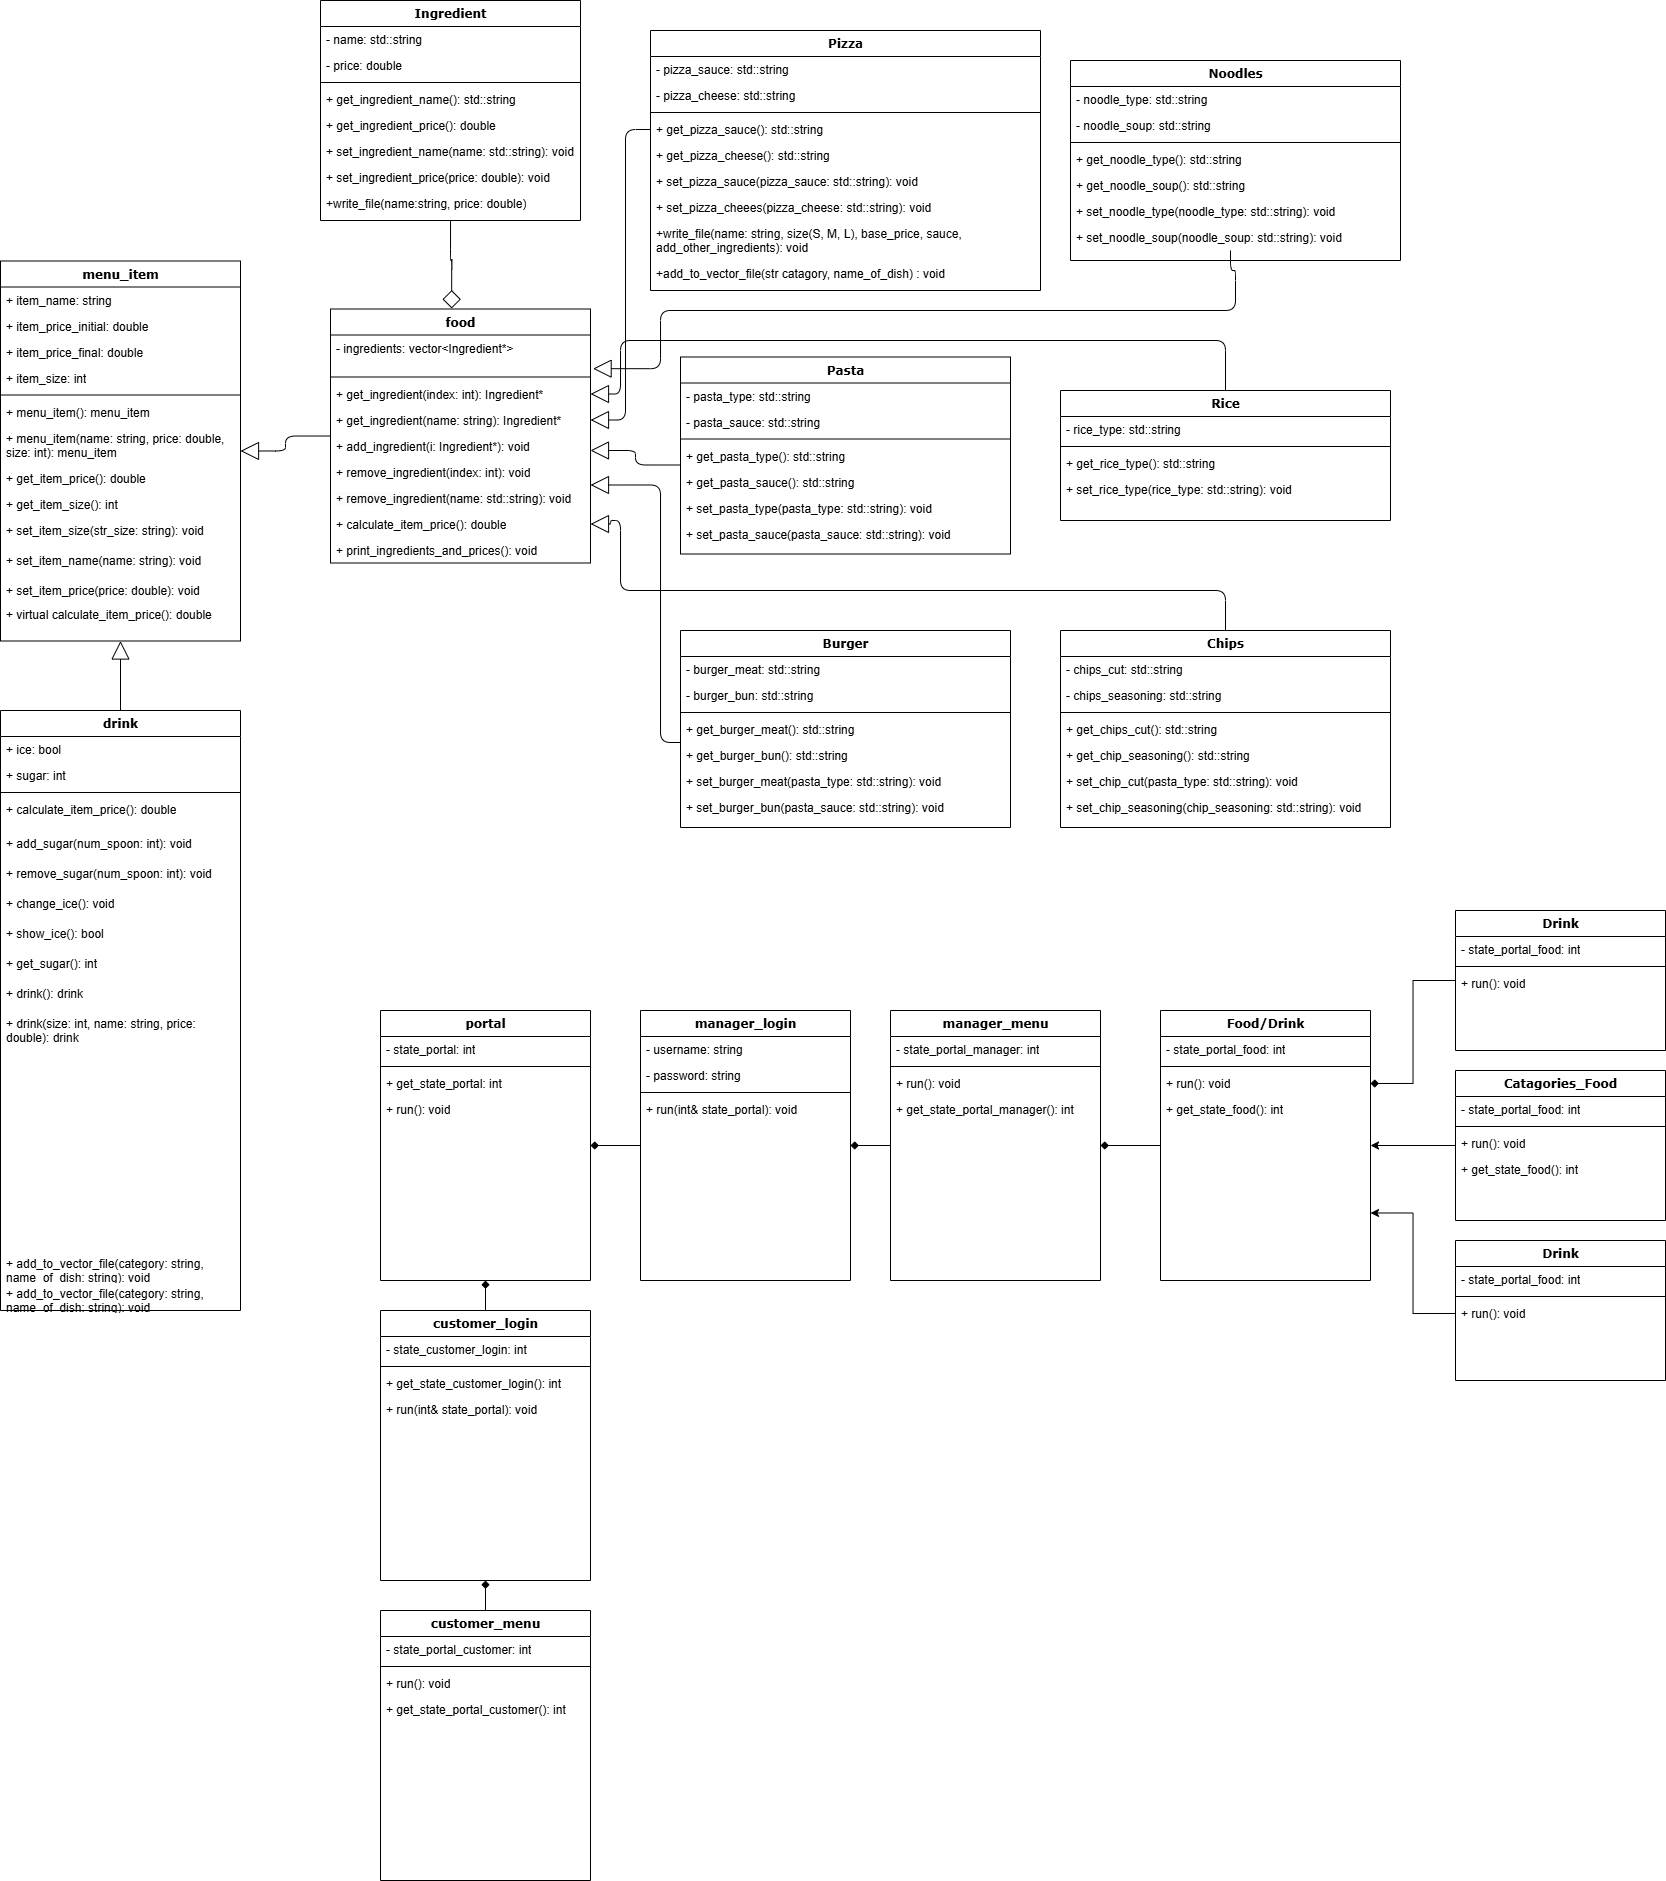 Ingredient
- name: std::string
- price: double
+ get_ingredient_name(): std::string
+ get_ingredient_price(): double
+ set_ingredient_name(name: std::string): void
+ set_ingredient_price(price: double): void
+write_file(name:string, price: double)
Pizza
- pizza_sauce: std::string
- pizza_cheese: std::string
+ get_pizza_sauce(): std::string
+ get_pizza_cheese(): std::string
+ set_pizza_sauce(pizza_sauce: std::string): void
+ set_pizza_cheees(pizza_cheese: std::string): void
+write_file(name: string, size(S, M, L), base_price, sauce,
add_other_ingredients): void
+add_to_vector_file(str catagory, name_of_dish) : void
Noodles
- noodle_type: std::string
- noodle_soup: std::string
+ get_noodle_type(): std::string
+ get_noodle_soup(): std::string
+ set_noodle_type(noodle_type: std::string): void
+ set_noodle_soup(noodle_soup: std::string): void
menu_item
+ item_name: string
+ item_price_initial: double
+ item_price_final: double
+ item_size: int
+ menu_item(): menu_item
+ menu_item(name: string, price: double,
size: int): menu_item
+ get_item_price(): double
+ get_item_size(): int
+ set_item_size(str_size: string): void
+ set_item_name(name: string): void
+ set_item_price(price: double): void
+ virtual calculate_item_price(): double
food
- ingredients: vector<Ingredient*>
+ get_ingredient(index: int): Ingredient*
+ get_ingredient(name: string): Ingredient*
+ add_ingredient(i: Ingredient*): void
+ remove_ingredient(index: int): void
+ remove_ingredient(name: std::string): void
+ calculate_item_price(): double
+ print_ingredients_and_prices(): void
Pasta
- pasta_type: std::string
- pasta_sauce: std::string
+ get_pasta_type(): std::string
+ get_pasta_sauce(): std::string
+ set_pasta_type(pasta_type: std::string): void
+ set_pasta_sauce(pasta_sauce: std::string): void
Rice
- rice_type: std::string
+ get_rice_type(): std::string
+ set_rice_type(rice_type: std::string): void
Burger
- burger_meat: std::string
- burger_bun: std::string
+ get_burger_meat(): std::string
+ get_burger_bun(): std::string
+ set_burger_meat(pasta_type: std::string): void
+ set_burger_bun(pasta_sauce: std::string): void
Chips
- chips_cut: std::string
- chips_seasoning: std::string
+ get_chips_cut(): std::string
+ get_chip_seasoning(): std::string
+ set_chip_cut(pasta_type: std::string): void
+ set_chip_seasoning(chip_seasoning: std::string): void
drink
+ ice: bool
+ sugar: int
+ calculate_item_price(): double
+ add_sugar(num_spoon: int): void
+ remove_sugar(num_spoon: int): void
+ change_ice(): void
+ show_ice(): bool
+ get_sugar(): int
+ drink(): drink
+ drink(size: int, name: string, price:
double): drink
+ add_to_vector_file(category: string,
name_of_dish: string): void
+ add_to_vector_file(category: string,
name_of_dish: string): void
portal
- state_portal: int
+ get_state_portal: int
+ run(): void
manager_login
- username: string
- password: string
+ run(int& state_portal): void
manager_menu
- state_portal_manager: int
+ run(): void
+ get_state_portal_manager(): int
Food/Drink
- state_portal_food: int
+ run(): void
+ get_state_food(): int
Drink
- state_portal_food: int
+ run(): void
Catagories_Food
- state_portal_food: int
+ run(): void
+ get_state_food(): int
Drink
- state_portal_food: int
+ run(): void
customer_login
- state_customer_login: int
+ get_state_customer_login(): int
+ run(int& state_portal): void
customer_menu
- state_portal_customer: int
+ run(): void
+ get_state_portal_customer(): int